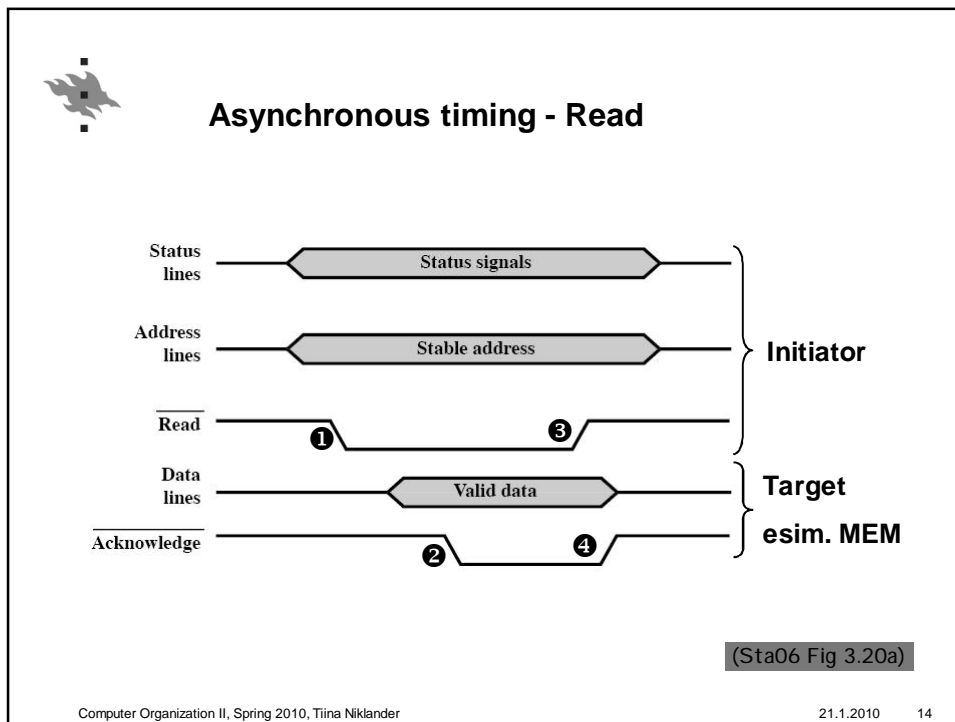 Asynchronous timing - Read
Status
lines
Status signals
Address
lines
Stable address
Initiator
Read
❶
❸
Data
lines
Valid data
Target
esim. MEM
Acknowledge
❷
❹
(Sta06 Fig 3.20a)
Computer Organization II, Spring 2010, Tiina Niklander
21.1.2010
14